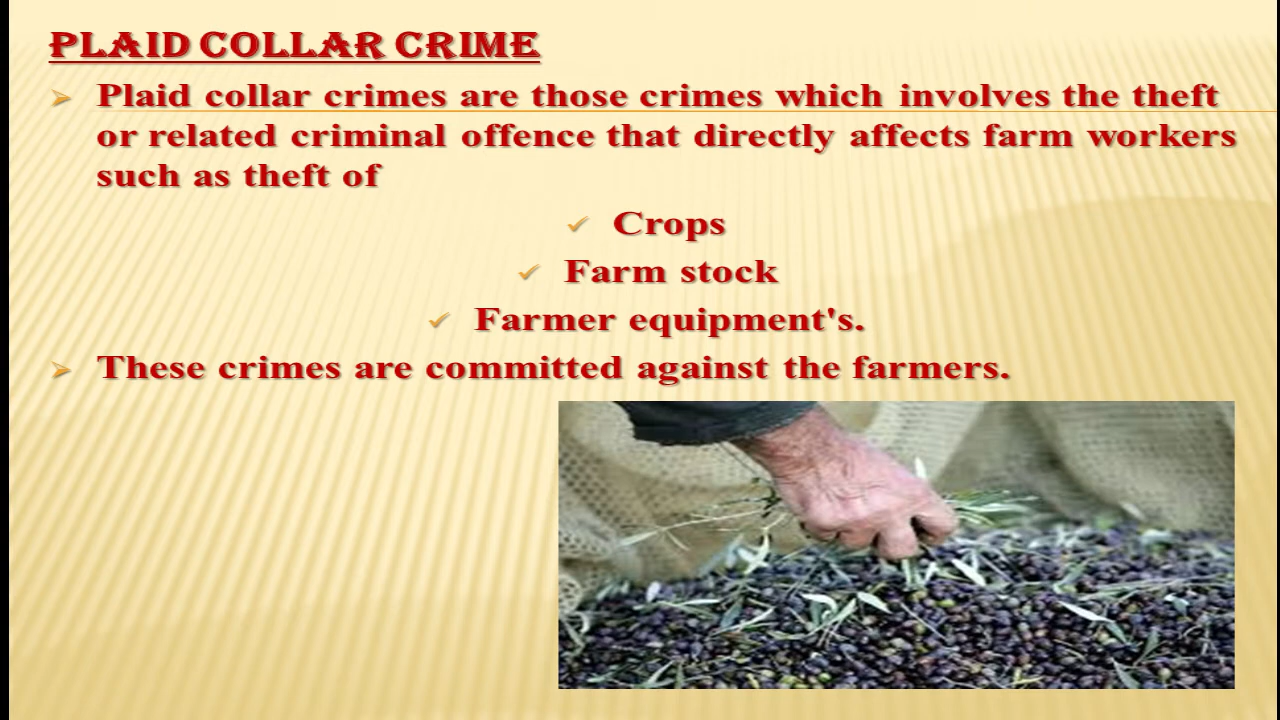 PLAID COLLAR CRIME
Plaid collar crimes are those crimes which involves the theft
or related criminal offence that directly affects farm workers
such as theft of
Crops
Farm stock
Farmer equipment's.
These crimes are committed against the farmers.